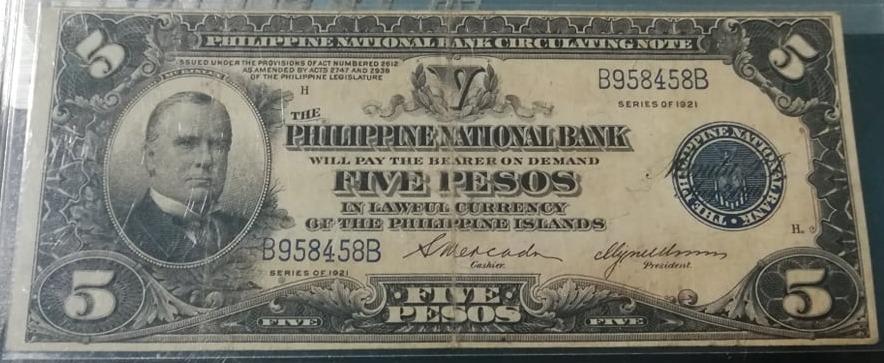 PHILIPPINE NATIONAL BANK CIRCULATING NOTE
ISSUED UNDER THE PROVISIONS OF ACT NUMBERED 2612
AS AMENDED BY ACTS 2747 AND 2938
OF THE PHILIPPINE LEGISLATURE
5
5
McKINLEY
H
V
B958458B
SERIES OF 1921
THE
PHILIPPINE NATIONAL BANK
WILL PAY THE BEARER ON DEMAND
FIVE PESOS
IN LAWFUL CURRENCY
OF THE PHILIPPINE ISLANDS
THE PHILIPPINE NATIONAL BANK
H.
B958458B
SERIES OF 1921
Cashier.
President.
5
FIVE
PESOS
5
FIVE
FIVE